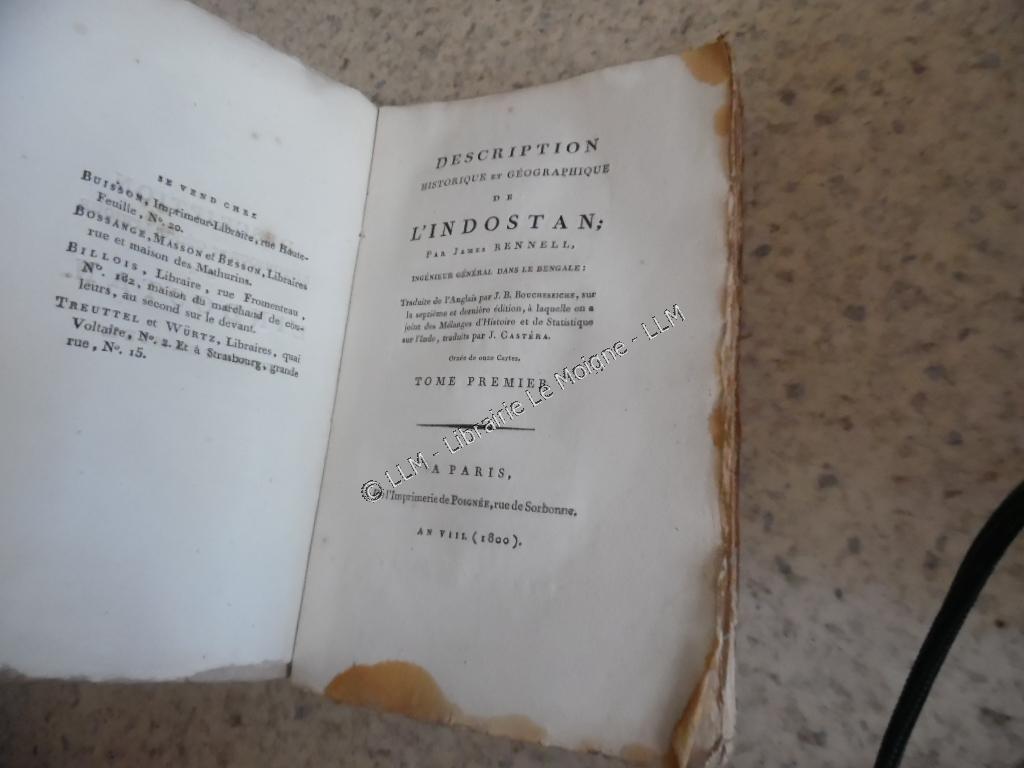 SE VEND CHEZ
BUISSON, Imprimeur-Libraire, rue Haute-
Feuille, No. 20.
BOSSANGE, MASSON et BESSON, Libraires
rue et maison des Mathurins.
BILLOIS, Libraire, rue Fromenteau,
No. 182, maison du marchand de cou-
leurs, au second sur le devant.
TREUTTEL et WÜRTZ, Libraires, quai
Voltaire, No. 2. Et à Strasbourg, grande
rue, No. 15.
DESCRIPTION
HISTORIQUE ET GÉOGRAPHIQUE
DE
L'INDOSTAN;
PAR JAMES RENNELL,
INGÉNIEUR GÉNÉRAL DANS LE BENGALE:
Traduite de l'Anglais par J. B. BOUCHESEICHE, sur
la septième et dernière édition, à laquelle on a
joint des Mélanges d'Histoire et de Statistique
sur l'Inde, traduits par J. CASTÉRA.
Ornée de onze Cartes.
TOME PREMIER
A PARIS,
l'Imprimerie de POIGNÉE, rue de Sorbonne.
AN VIII. (1800).
© LLM - Librairie Le Moigne - LLM